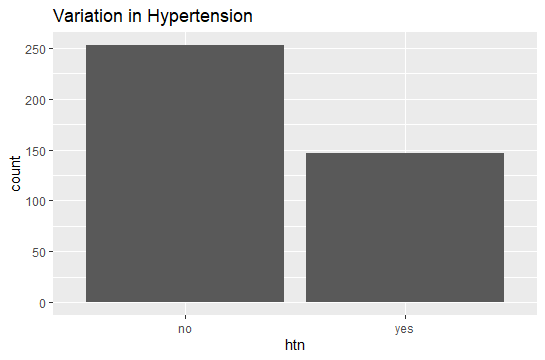 Variation in Hypertension
250
200
150
100
50
0
count
no yes
htn